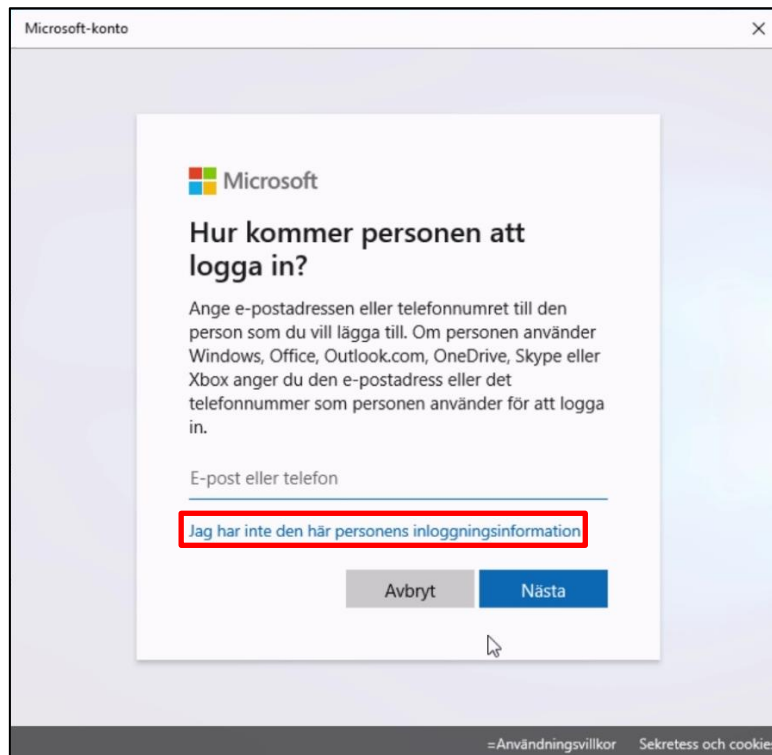 Microsoft-konto
Microsoft
Hur kommer personen att
logga in?
Ange e-postadressen eller telefonnumret till den
person som du vill lägga till. Om personen använder
Windows, Office, Outlook.com, OneDrive, Skype eller
Xbox anger du den e-postadress eller det
telefonnummer som personen använder för att logga
in.
E-post eller telefon
Jag har inte den här personens inloggningsinformation
Avbryt Nästa
=Användningsvillkor Sekretess och cookie